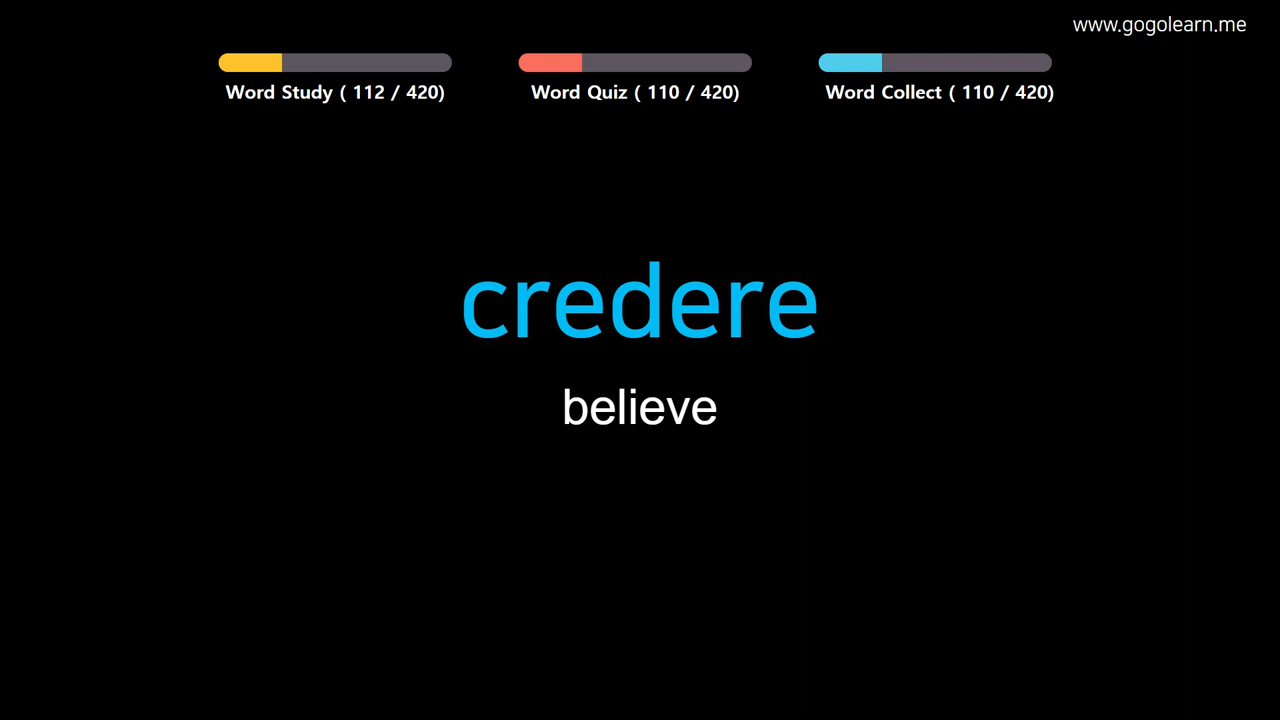 www.gogolearn.me
Word Study ( 112 / 420)
Word Quiz ( 110 / 420)
Word Collect ( 110 / 420)
credere
believe